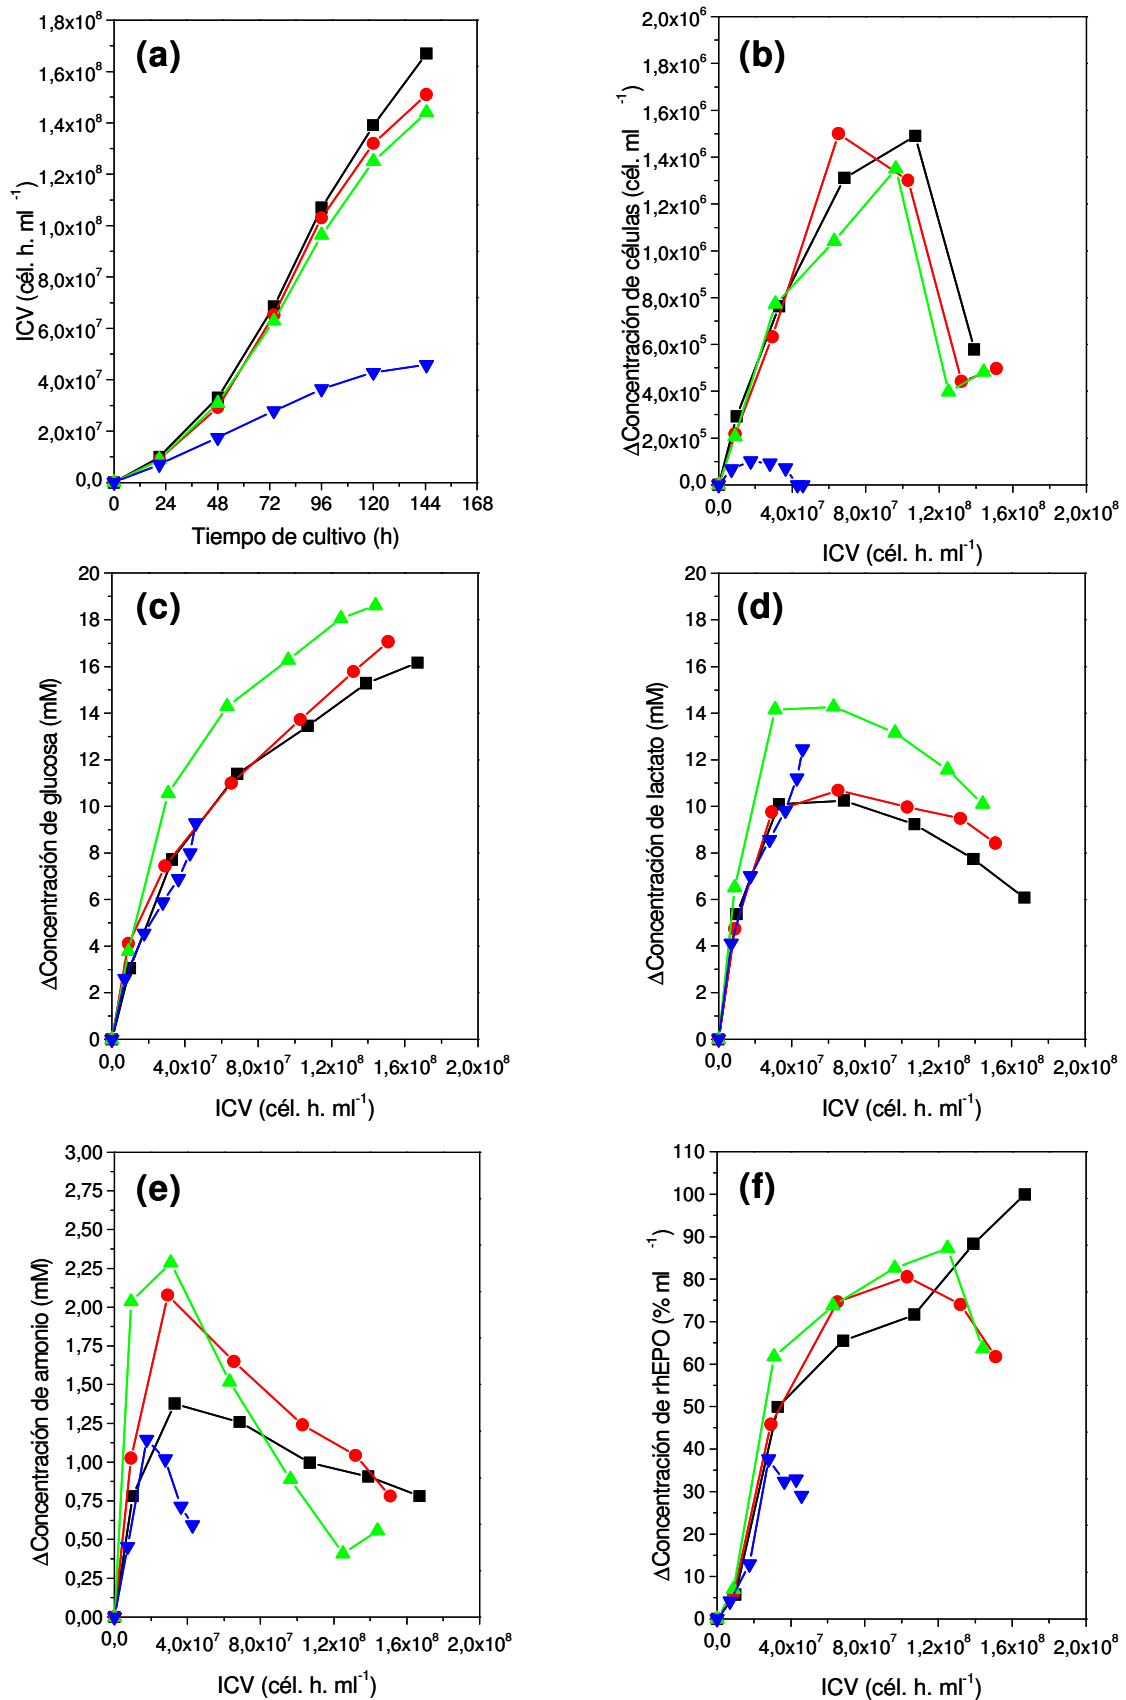 (a)
ICV (cél. h. ml⁻¹)
1,8x10⁸
1,6x10⁸
1,4x10⁸
1,2x10⁸
1,0x10⁸
8,0x10⁷
6,0x10⁷
4,0x10⁷
2,0x10⁷
0,0
0 24 48 72 96 120 144 168
Tiempo de cultivo (h)
(b)
ΔConcentración de células (cél. ml⁻¹)
2,0x10⁶
1,8x10⁶
1,6x10⁶
1,4x10⁶
1,2x10⁶
1,0x10⁶
8,0x10⁵
6,0x10⁵
4,0x10⁵
2,0x10⁵
0,0
0,0 4,0x10⁷ 8,0x10⁷ 1,2x10⁸ 1,6x10⁸ 2,0x10⁸
ICV (cél. h. ml⁻¹)
(c)
ΔConcentración de glucosa (mM)
20
18
16
14
12
10
8
6
4
2
0
0,0 4,0x10⁷ 8,0x10⁷ 1,2x10⁸ 1,6x10⁸ 2,0x10⁸
ICV (cél. h. ml⁻¹)
(d)
ΔConcentración de lactato (mM)
20
18
16
14
12
10
8
6
4
2
0
0,0 4,0x10⁷ 8,0x10⁷ 1,2x10⁸ 1,6x10⁸ 2,0x10⁸
ICV (cél. h. ml⁻¹)
(e)
ΔConcentración de amonio (mM)
3,00
2,75
2,50
2,25
2,00
1,75
1,50
1,25
1,00
0,75
0,50
0,25
0,00
0,0 4,0x10⁷ 8,0x10⁷ 1,2x10⁸ 1,6x10⁸ 2,0x10⁸
ICV (cél. h. ml⁻¹)
(f)
ΔConcentración de rhEPO (% ml⁻¹)
110
100
90
80
70
60
50
40
30
20
10
0
0,0 4,0x10⁷ 8,0x10⁷ 1,2x10⁸ 1,6x10⁸ 2,0x10⁸
ICV (cél. h. ml⁻¹)